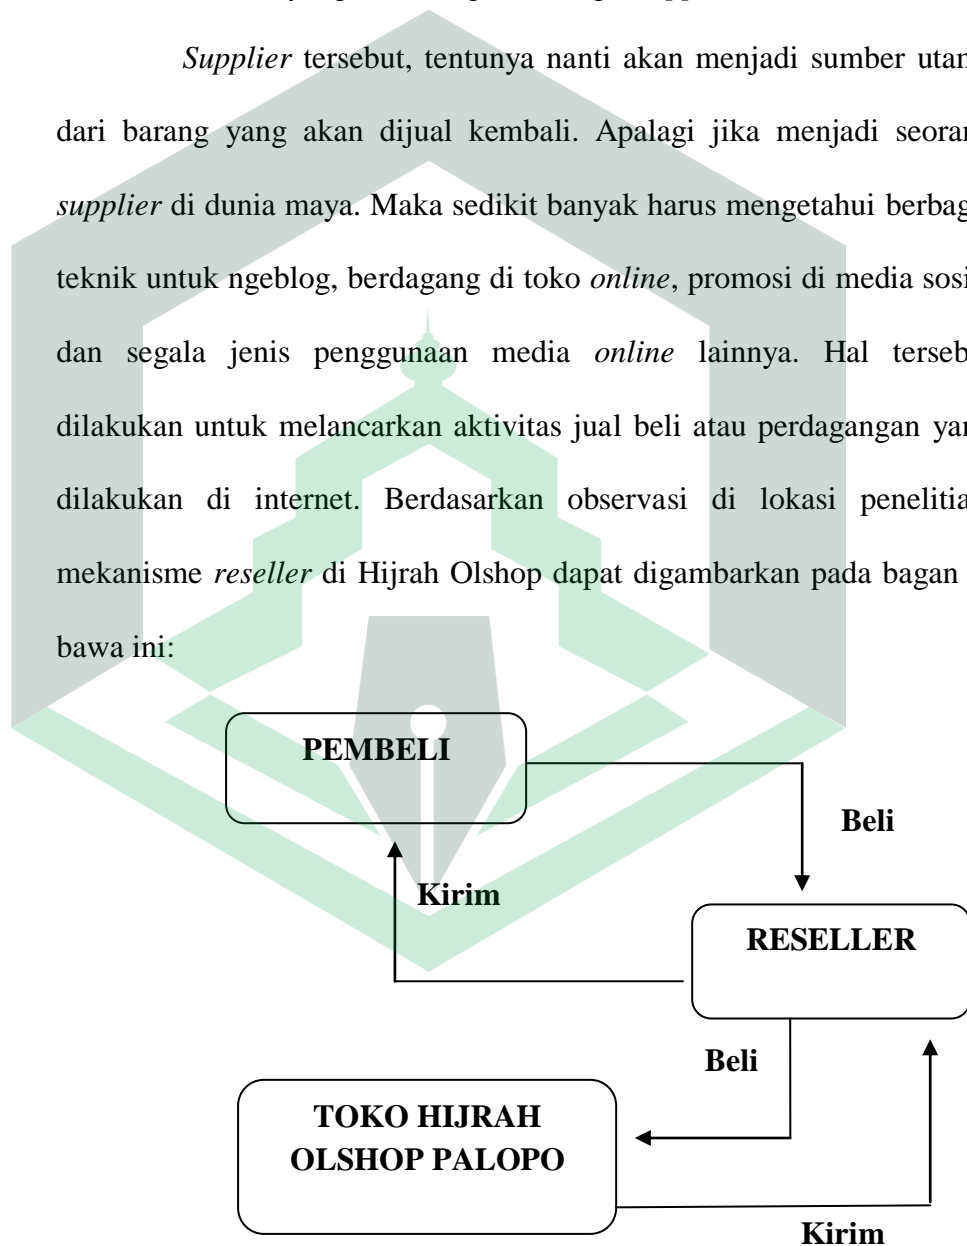 Supplier tersebut, tentunya nanti akan menjadi sumber utam
dari barang yang akan dijual kembali. Apalagi jika menjadi seoran
supplier di dunia maya. Maka sedikit banyak harus mengetahui berbag
teknik untuk ngeblog, berdagang di toko online, promosi di media sosi
dan segala jenis penggunaan media online lainnya. Hal terseb
dilakukan untuk melancarkan aktivitas jual beli atau perdagangan yan
dilakukan di internet. Berdasarkan observasi di lokasi penelitia
mekanisme reseller di Hijrah Olshop dapat digambarkan pada bagan
bawa ini:
PEMBELI
Beli
Kirim
RESELLER
Beli
TOKO HIJRAH
OLSHOP PALOPO
Kirim